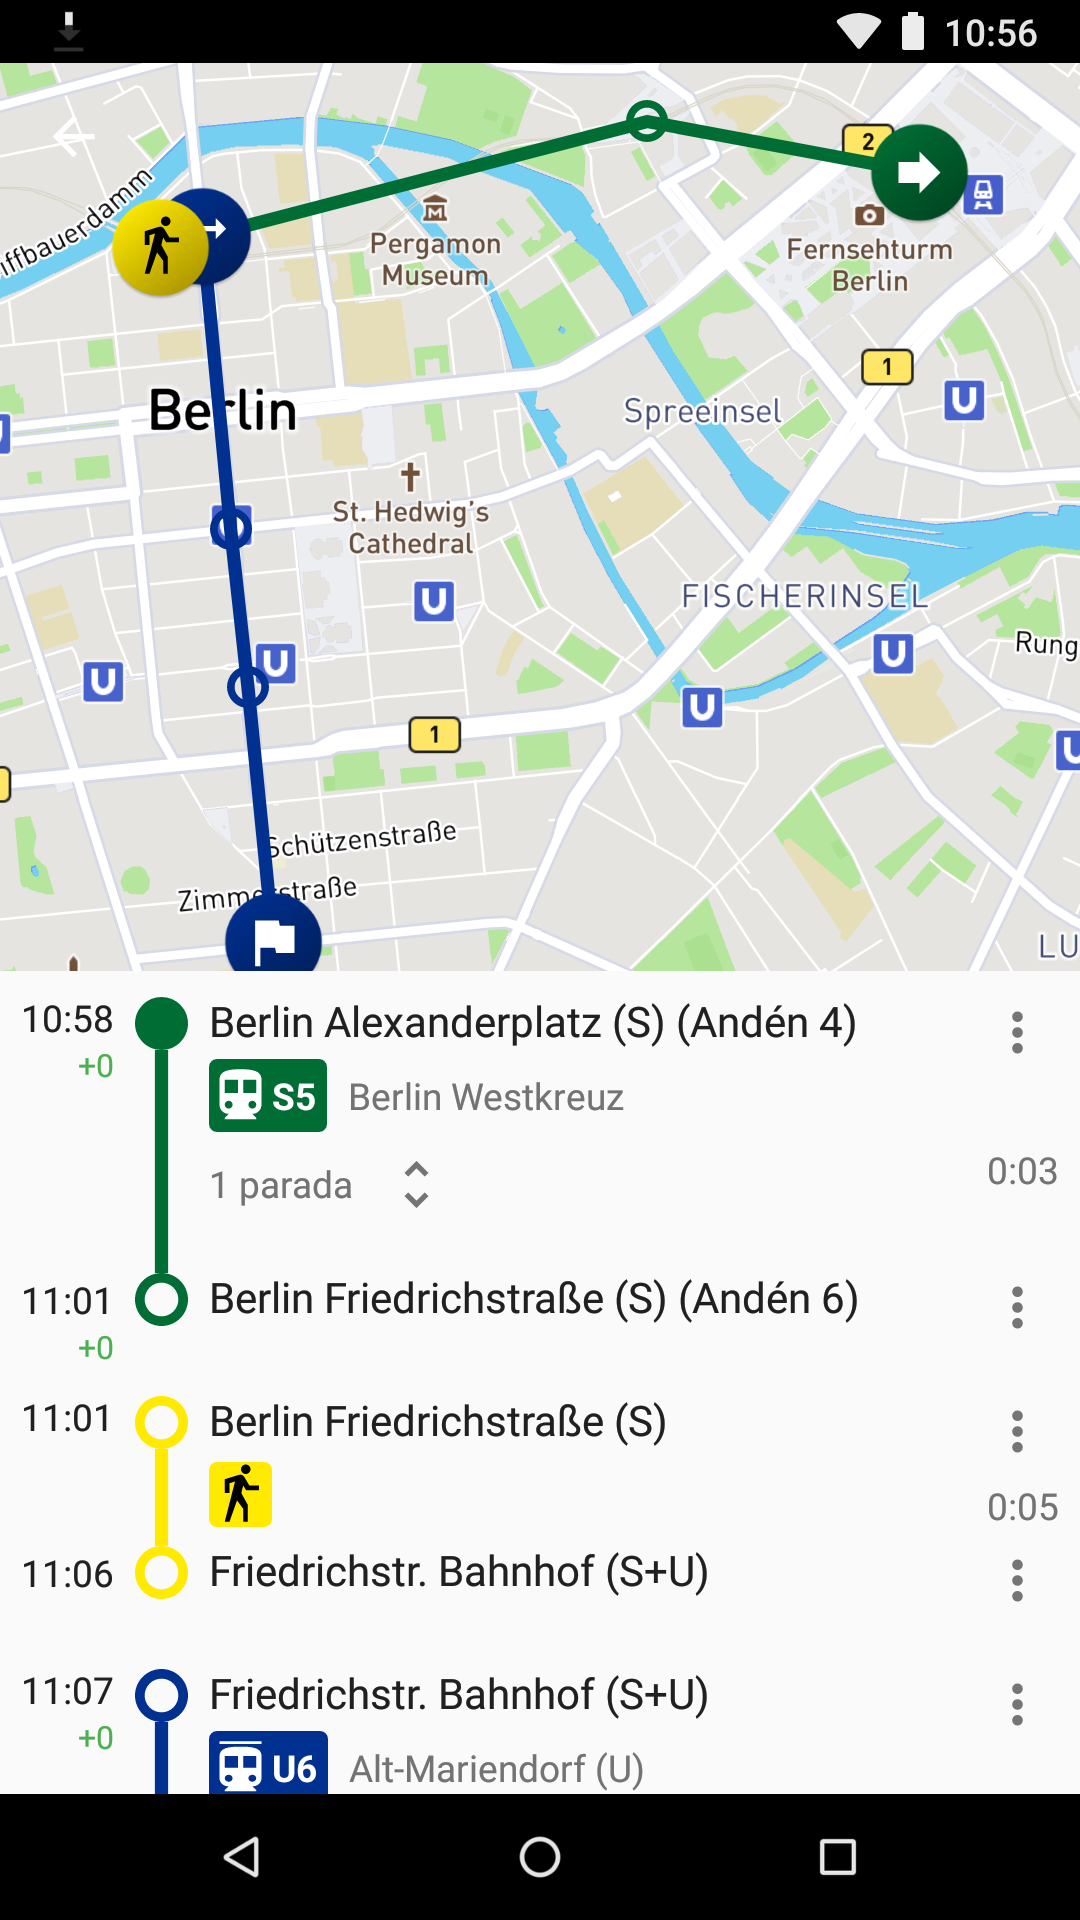 10:56
iffbauerdamm
2
Pergamon
Museum
Fernsehturm
Berlin
1
Berlin
Spreeinsel
U
St. Hedwig's
Cathedral
FISCHERINSEL
U
U
U
Rung
U
U
U
1
Schützenstraße
Zimmerstraße
LU
10:58
Berlin Alexanderplatz (S) (Andén 4)
+0
S5
Berlin Westkreuz
1 parada
0:03
11:01
Berlin Friedrichstraße (S) (Andén 6)
+0
11:01
Berlin Friedrichstraße (S)
0:05
11:06
Friedrichstr. Bahnhof (S+U)
11:07
Friedrichstr. Bahnhof (S+U)
+0
U6
Alt-Mariendorf (U)